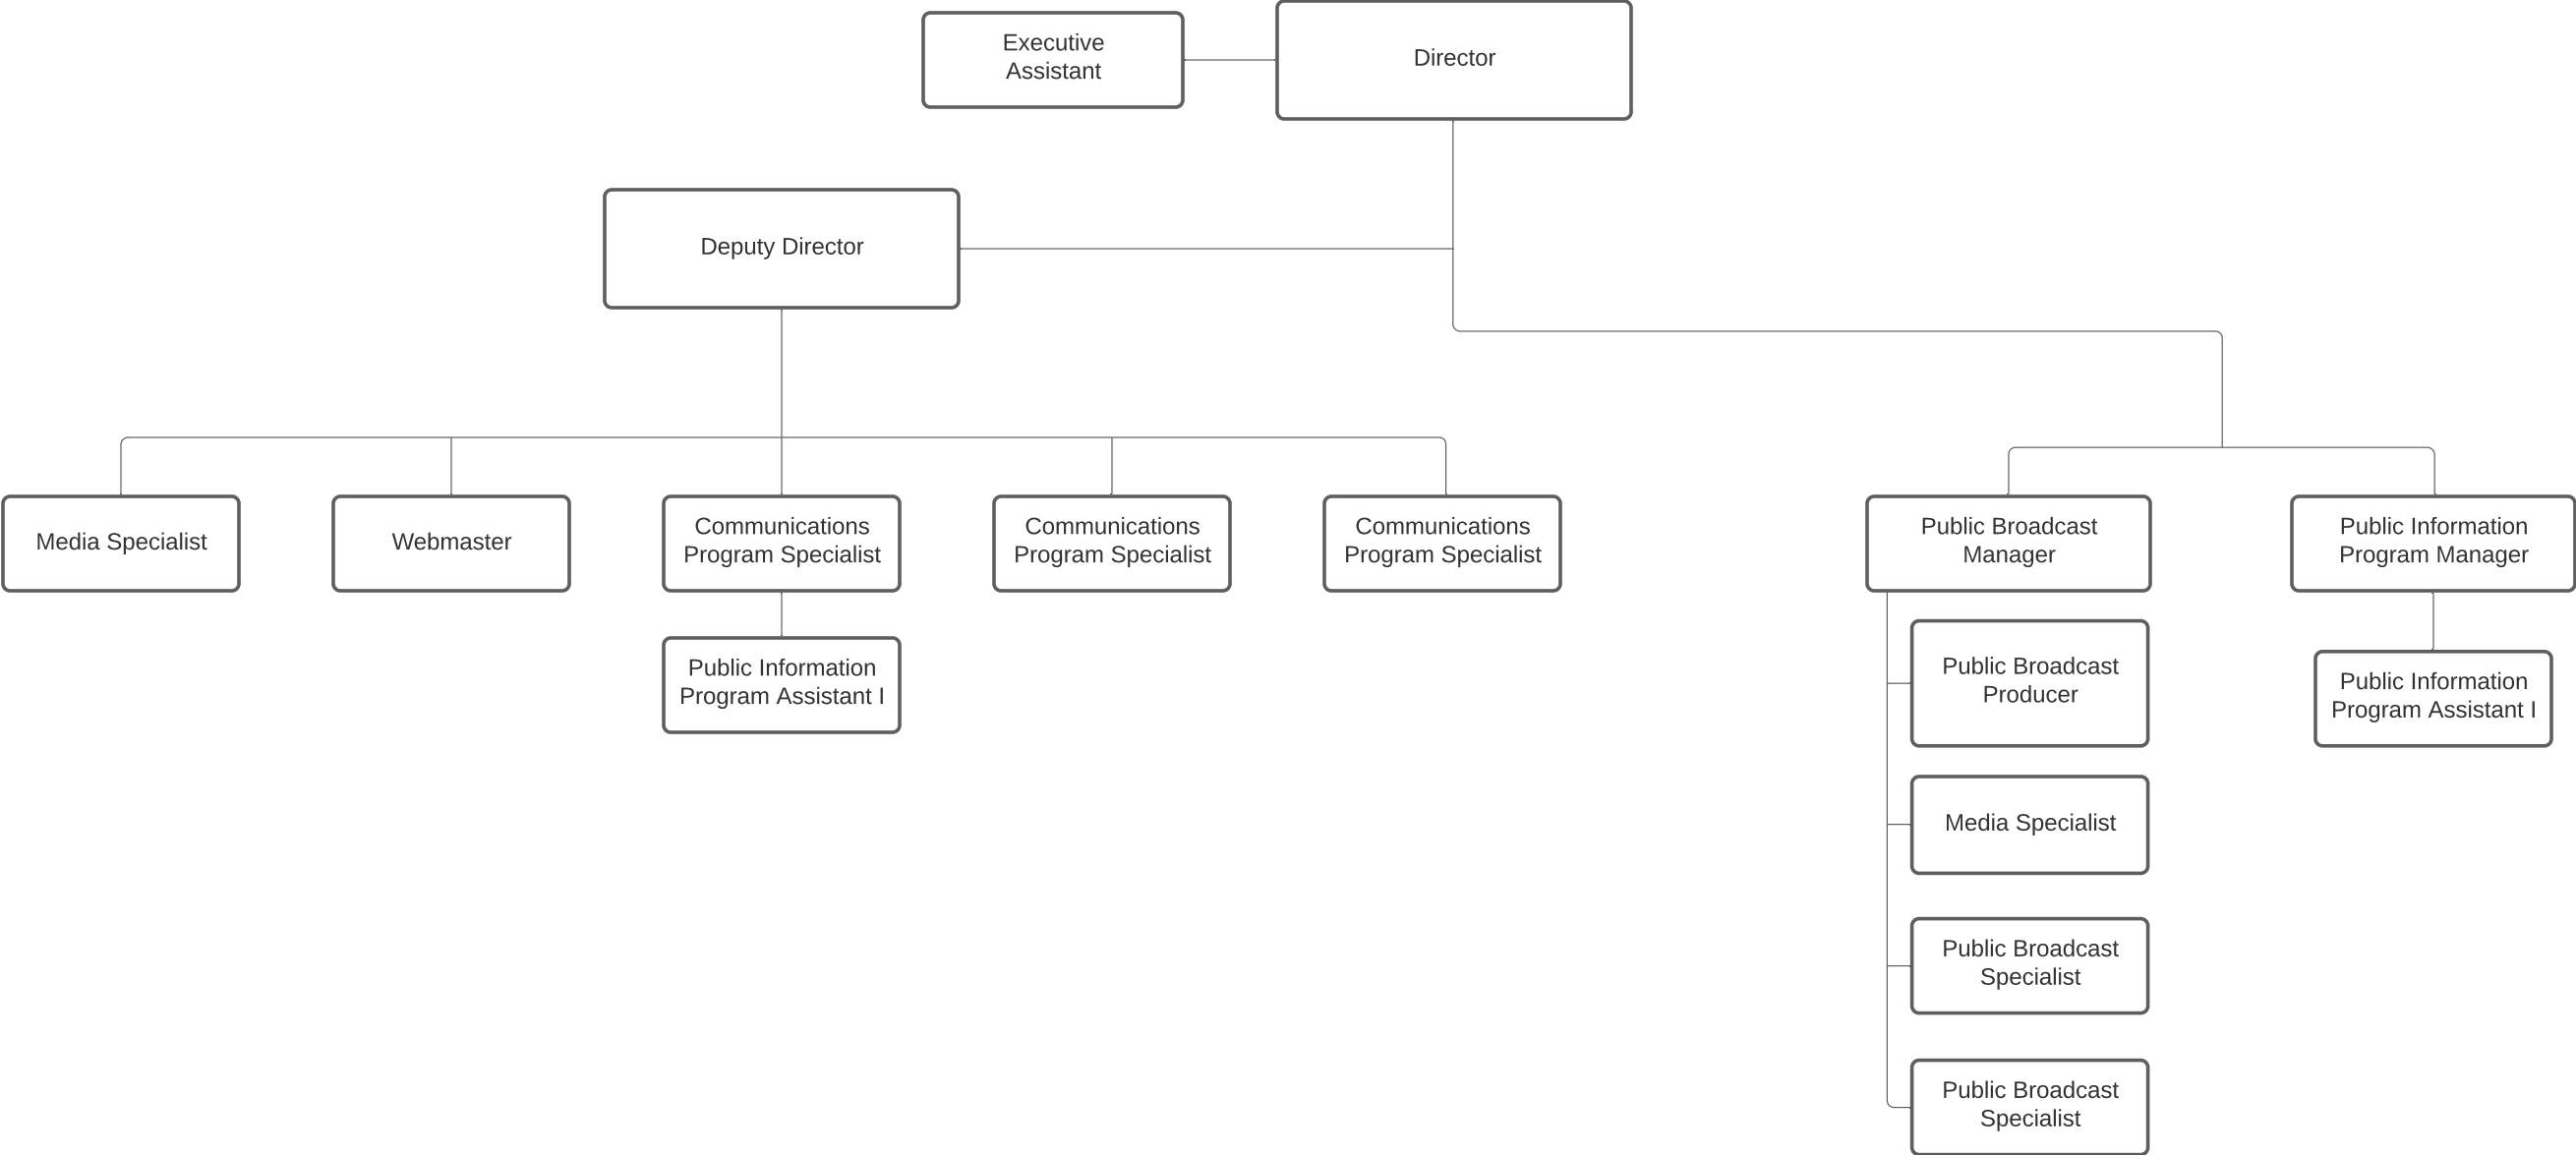 Executive
Assistant
Director
Deputy Director
Media Specialist
Webmaster
Communications
Program Specialist
Communications
Program Specialist
Communications
Program Specialist
Public Broadcast
Manager
Public Information
Program Manager
Public Information
Program Assistant I
Public Broadcast
Producer
Public Information
Program Assistant I
Media Specialist
Public Broadcast
Specialist
Public Broadcast
Specialist